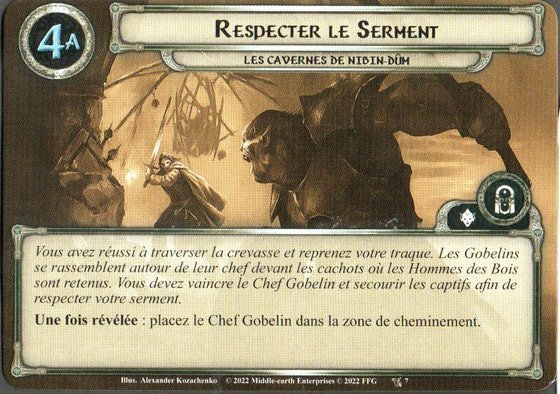 4A
Respecter le Serment
Les Cavernes de Nibin-Dûm
Vous avez réussi à traverser la crevasse et reprenez votre traque. Les Gobelins
se rassemblent autour de leur chef devant les cachots où les Hommes des Bois
sont retenus. Vous devez vaincre le Chef Gobelin et secourir les captifs afin de
respecter votre serment.
Une fois révélée : placez le Chef Gobelin dans la zone de cheminement.
Illus. Alexander Kozachenko © 2022 Middle-earth Enterprises © 2022 FFG 7